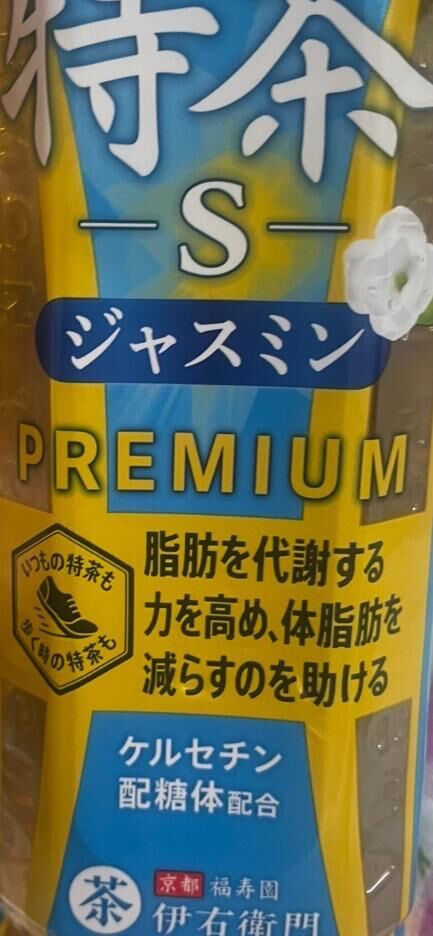 特茶
S
ジャスミン
PREMIUM
いつもの特茶も
歩く時の特茶も
脂肪を代謝する
力を高め、体脂肪を
減らすのを助ける
ケルセチン
配糖体配合
茶
京都 福寿園
伊右衛門